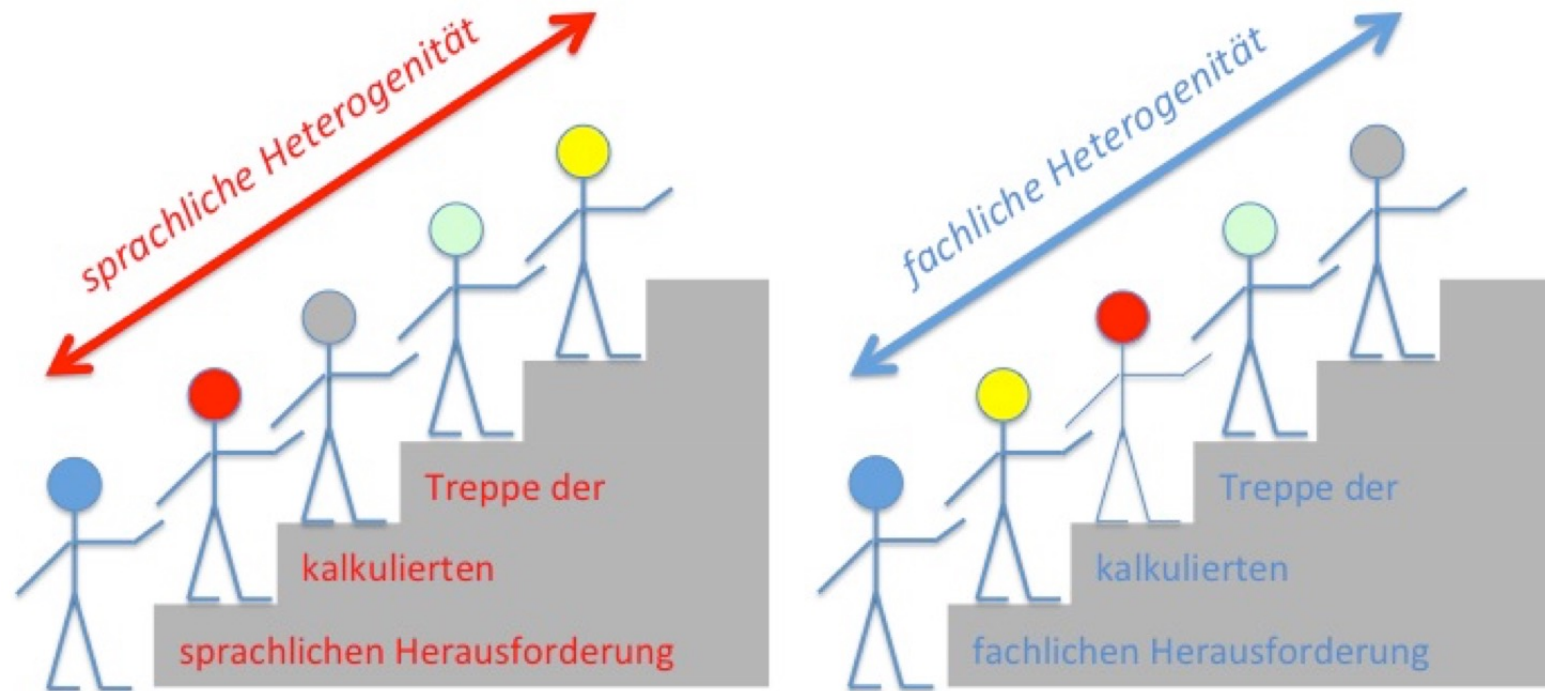 sprachliche Heterogenität
Treppe der
kalkulierten
sprachlichen Herausforderung
fachliche Heterogenität
Treppe der
kalkulierten
fachlichen Herausforderung